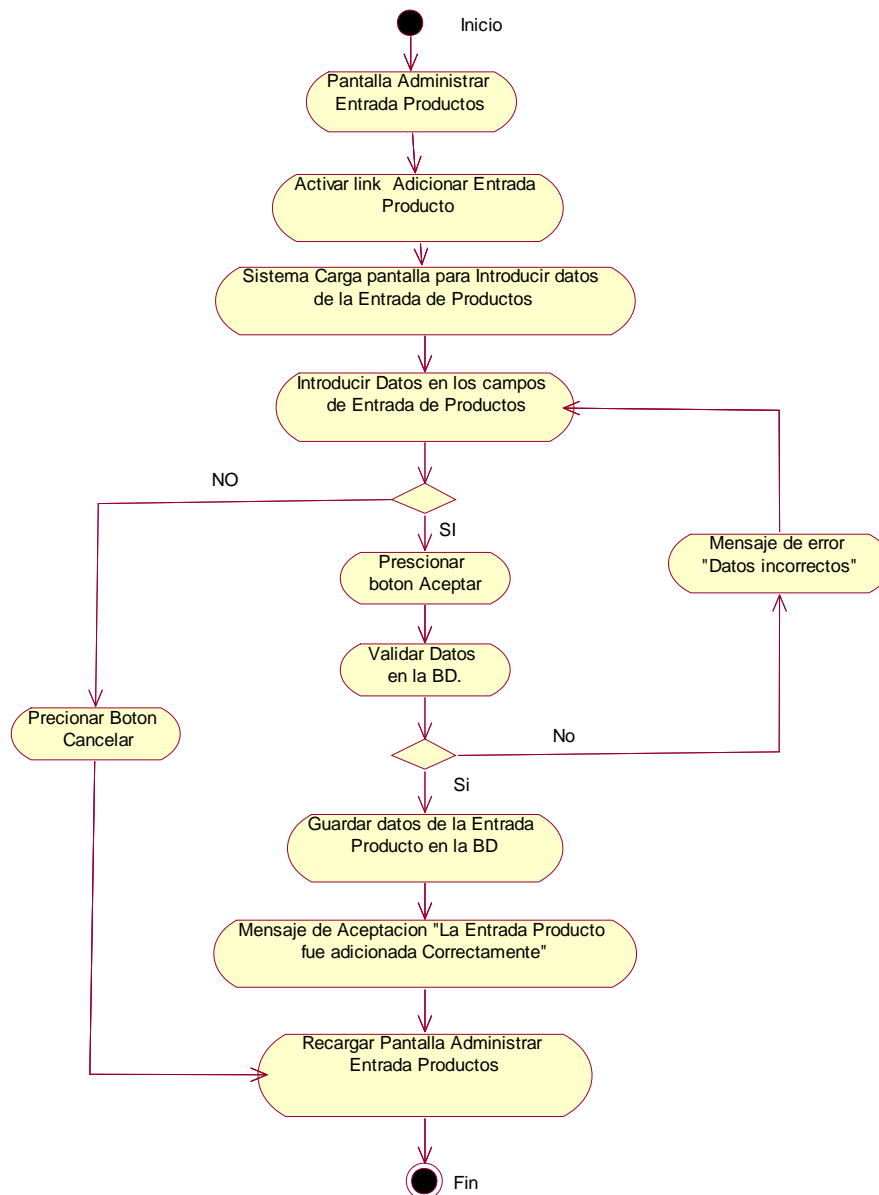 Inicio
Pantalla Administrar
Entrada Productos
Activar link  Adicionar Entrada
Producto
Sistema Carga pantalla para Introducir datos
de la Entrada de Productos
Introducir Datos en los campos
de Entrada de Productos
NO
SI
Prescionar
boton Aceptar
Mensaje de error
"Datos incorrectos"
Validar Datos
en la BD.
Precionar Boton
Cancelar
No
Si
Guardar datos de la Entrada
Producto en la BD
Mensaje de Aceptacion "La Entrada Producto
fue adicionada Correctamente"
Recargar Pantalla Administrar
Entrada Productos
Fin